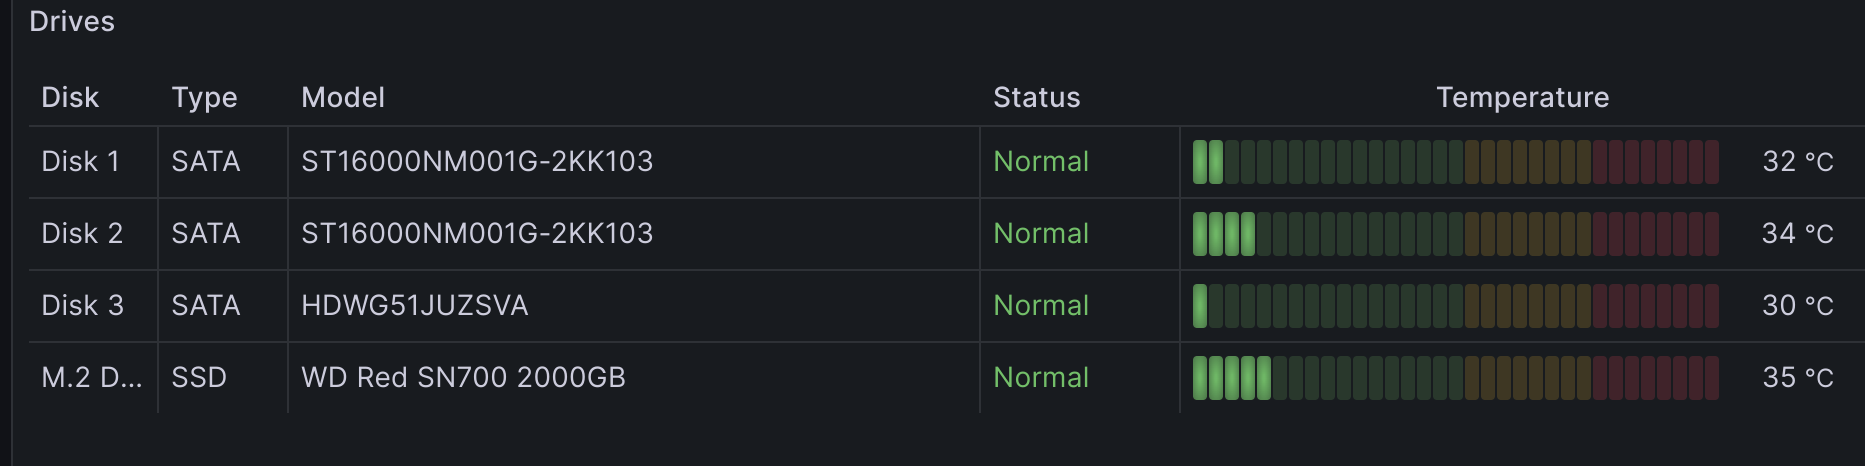 Drives
Disk Type Model Status Temperature
Disk 1 SATA ST16000NM001G-2KK103 Normal 32 °C
Disk 2 SATA ST16000NM001G-2KK103 Normal 34 °C
Disk 3 SATA HDWG51JUZSVA Normal 30 °C
M.2 D... SSD WD Red SN700 2000GB Normal 35 °C